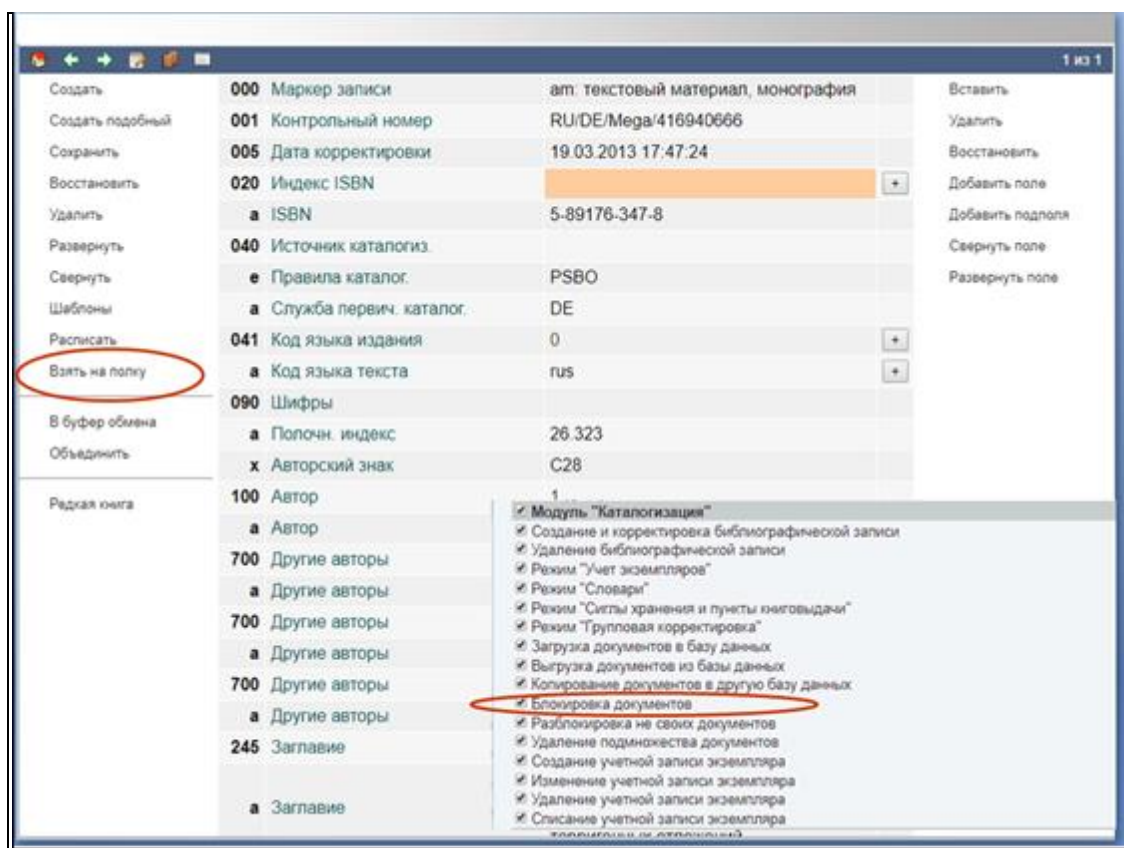 1 из 1
Создать
Создать подобный
Сохранить
Восстановить
Удалить
Развернуть
Свернуть
Шаблоны
Расписать
Взять на полку
В буфер обмена
Объединить
Редкая книга
000 Маркер записи am: текстовый материал, монография
001 Контрольный номер RU/DE/Mega/416940666
005 Дата корректировки 19.03.2013 17:47:24
020 Индекс ISBN +
a ISBN 5-89176-347-8
040 Источник каталогиз.
e Правила каталог. PSBO
a Служба первич. каталог. DE
041 Код языка издания 0 +
a Код языка текста rus +
090 Шифры
a Полочн. индекс 26.323
x Авторский знак С28
100 Автор 1
a Автор
700 Другие авторы
a Другие авторы
700 Другие авторы
a Другие авторы
700 Другие авторы
a Другие авторы
245 Заглавие
a Заглавие
Модуль "Каталогизация"
Создание и корректировка библиографической записи
Удаление библиографической записи
Режим "Учет экземпляров"
Режим "Словари"
Режим "Сиглы хранения и пункты книговыдачи"
Режим "Групповая корректировка"
Загрузка документов в базу данных
Выгрузка документов из базы данных
Копирование документов в другую базу данных
Блокировка документов
Разблокировка не своих документов
Удаление подмножества документов
Создание учетной записи экземпляра
Изменение учетной записи экземпляра
Удаление учетной записи экземпляра
Списание учетной записи экземпляра
Вставить
Удалить
Восстановить
Добавить поле
Добавить подполя
Свернуть поле
Развернуть поле